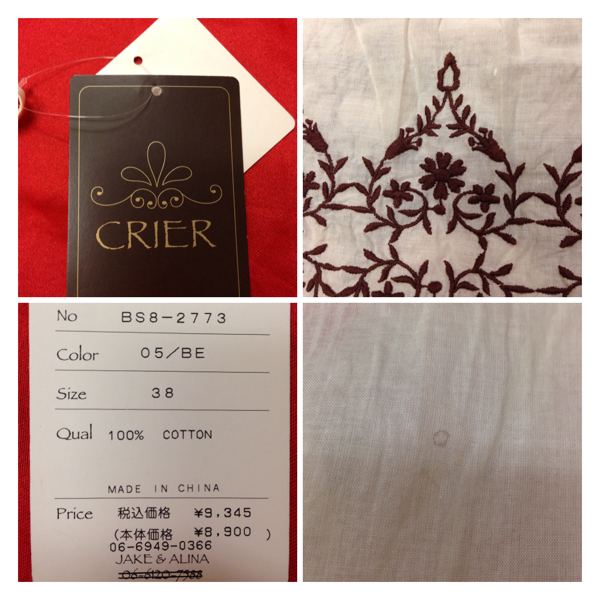 CRIER
No BS8-2773
Color 05/BE
Size 38
Qual 100% COTTON
MADE IN CHINA
Price 税込価格 ¥9,345
(本体価格 ¥8,900 )
06-6949-0366
JAKE & ALINA